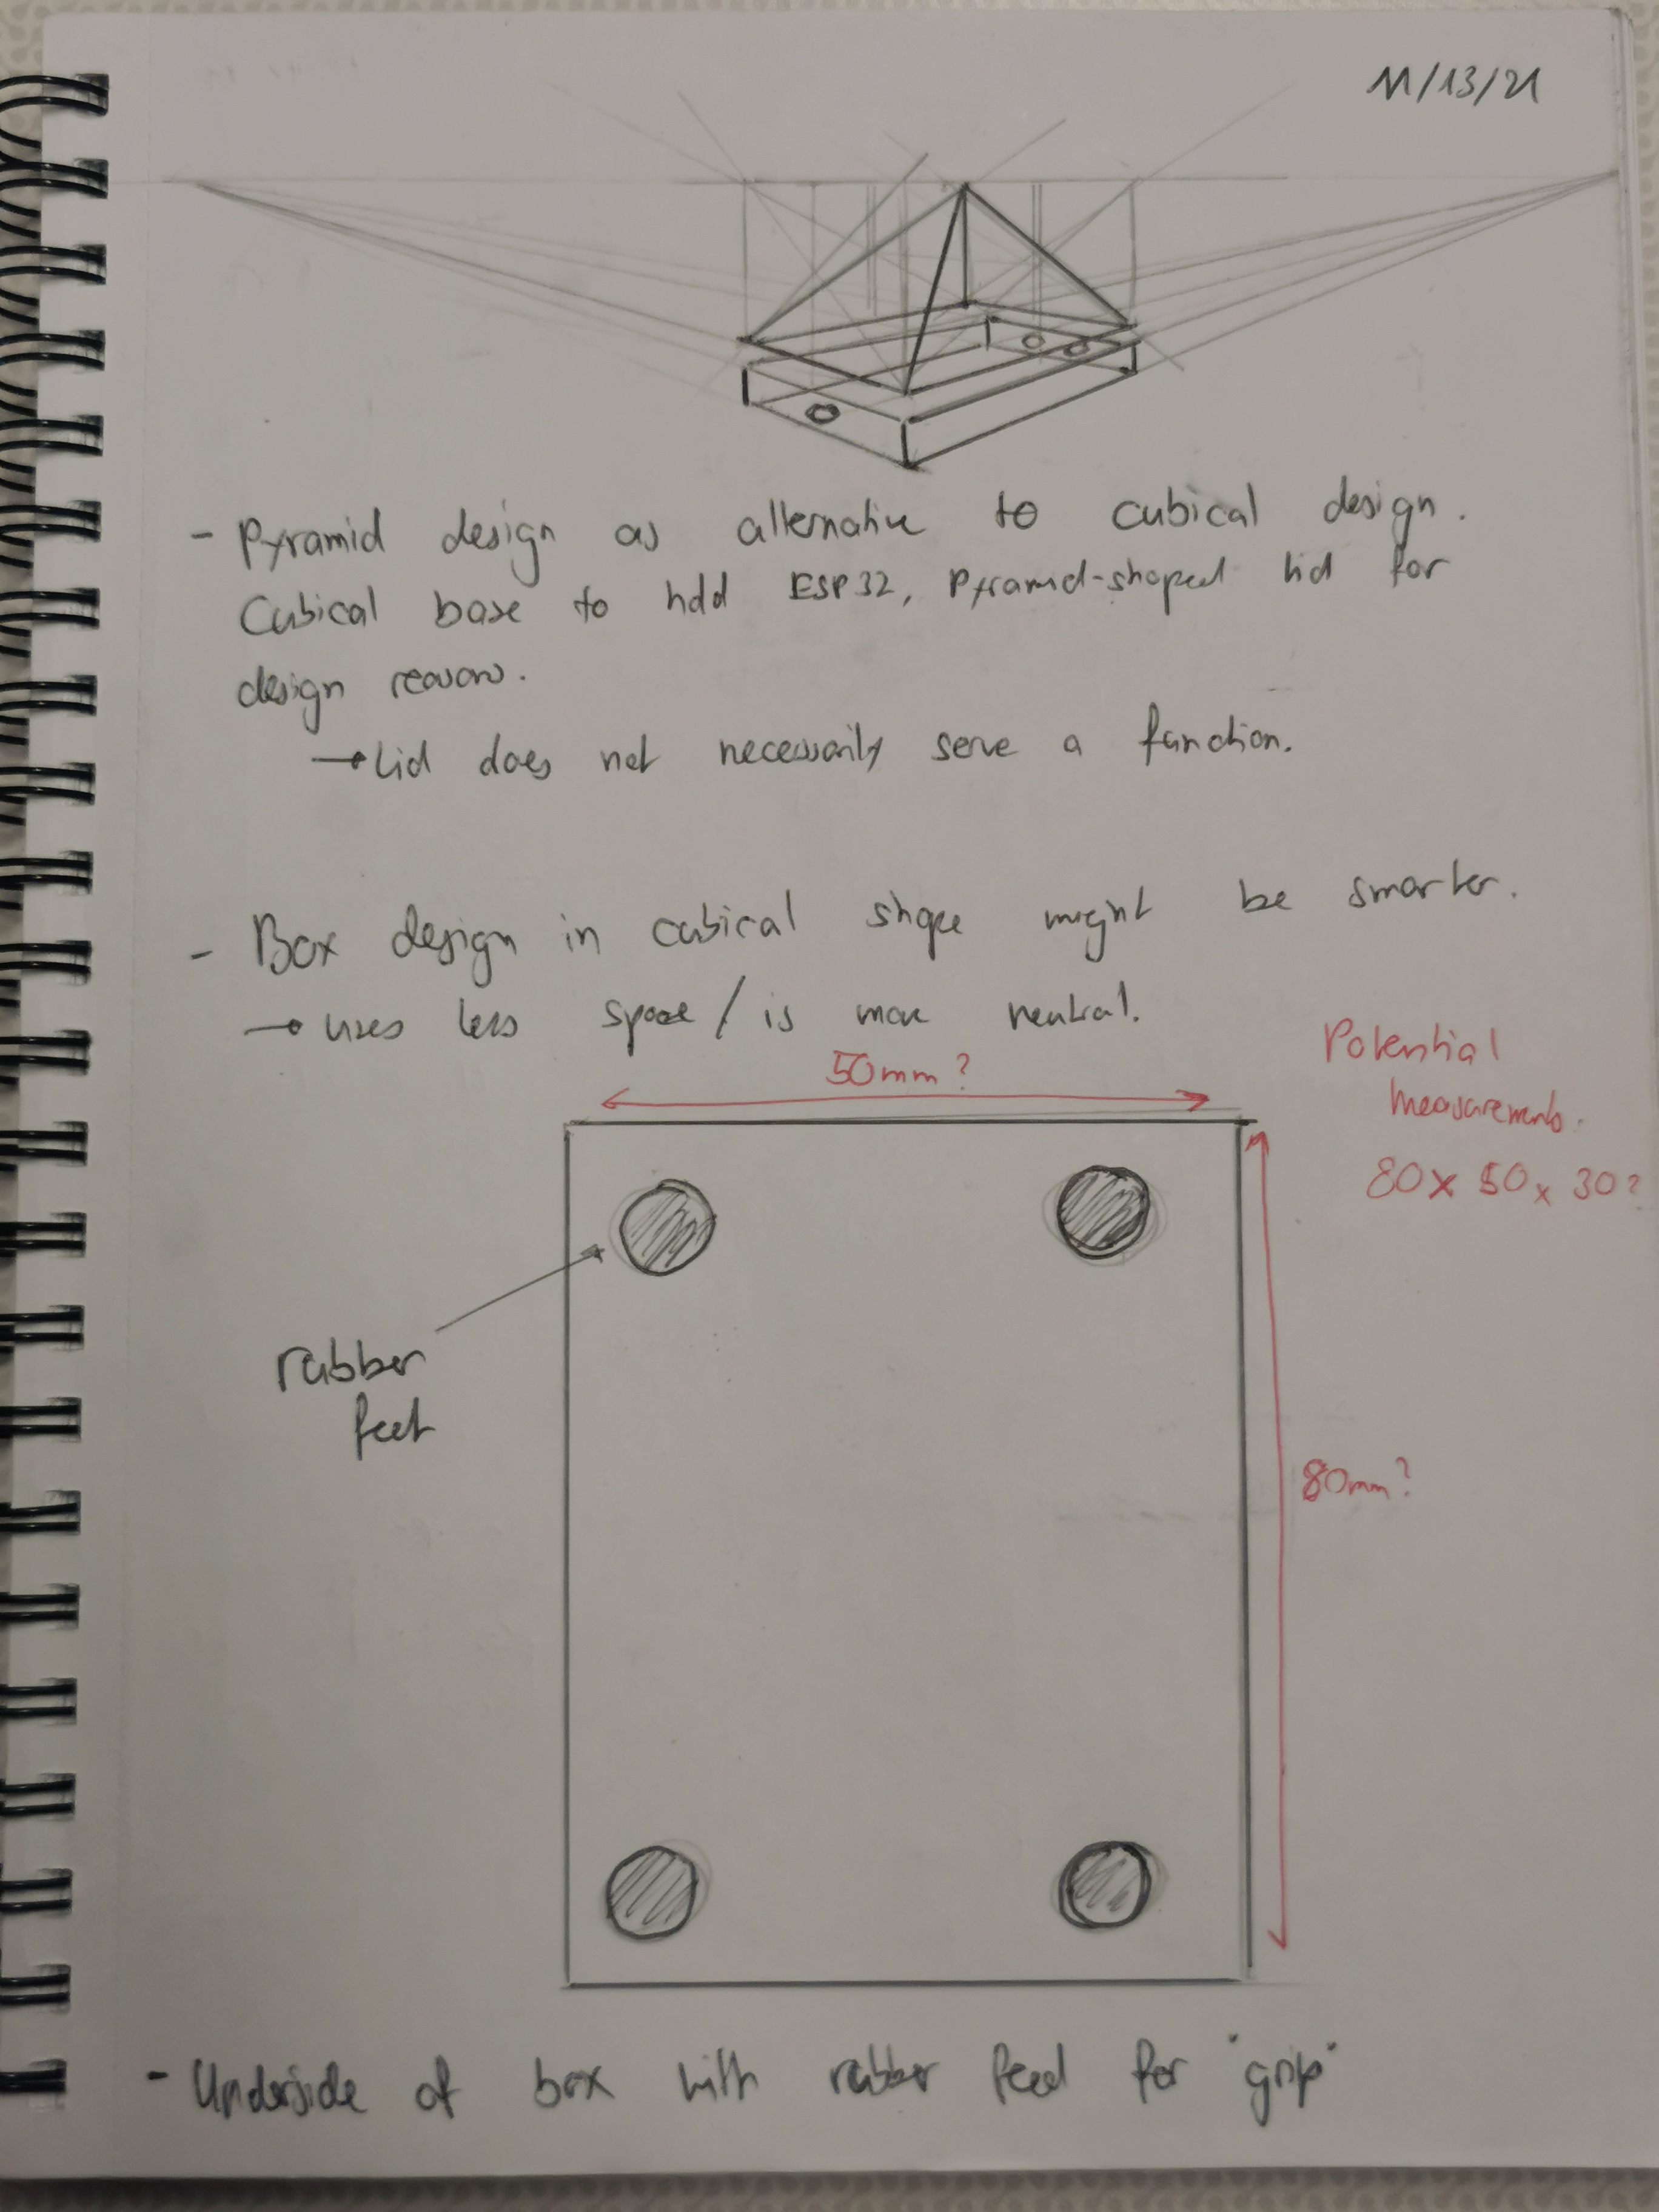 11/13/21
- Pyramid design as alternative to cubical design.
Cubical base to hold ESP32, Pyramid-shaped lid for
design reasons.
→ Lid does not necessarily serve a function.
- Box design in cubical shape might be smarter.
→ uses less space / is more neutral.
50mm?
Potential
measurements:
80 x 50 x 30?
rubber
feet
80mm?
- Underside of box with rubber feed for "grip"